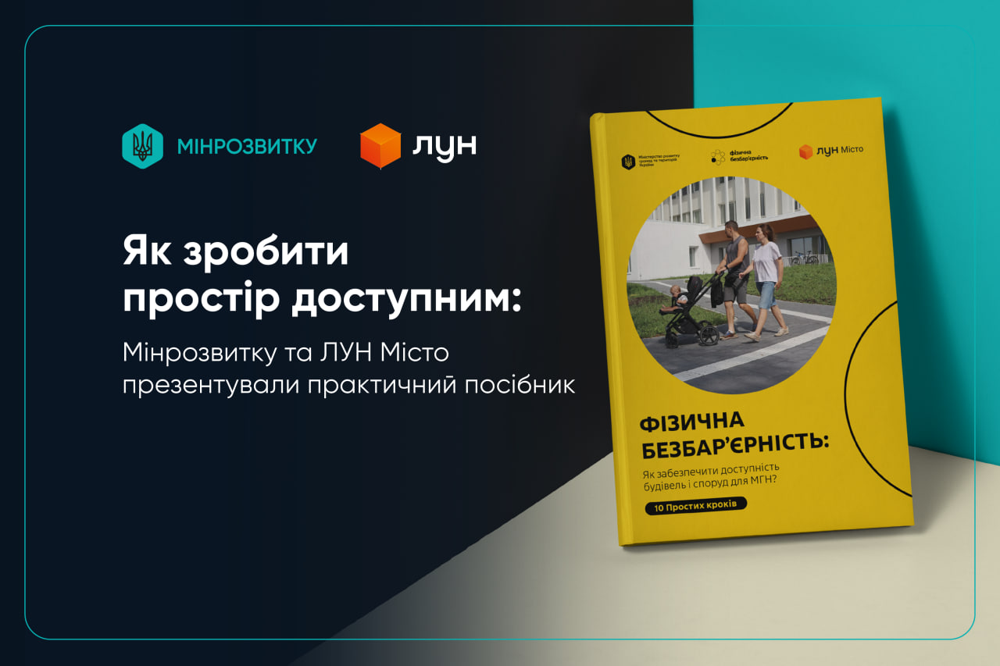 МІНРОЗВИТКУ
лун
Як зробити
простір доступним:
Мінрозвитку та ЛУН Місто
презентували практичний посібник
Міністерство розвитку
громад та територій
України
фізична
безбар'єрність
лун Місто
ФІЗИЧНА
БЕЗБАР’ЄРНІСТЬ:
Як забезпечити доступність
будівель і споруд для МГН?
10 Простих кроків